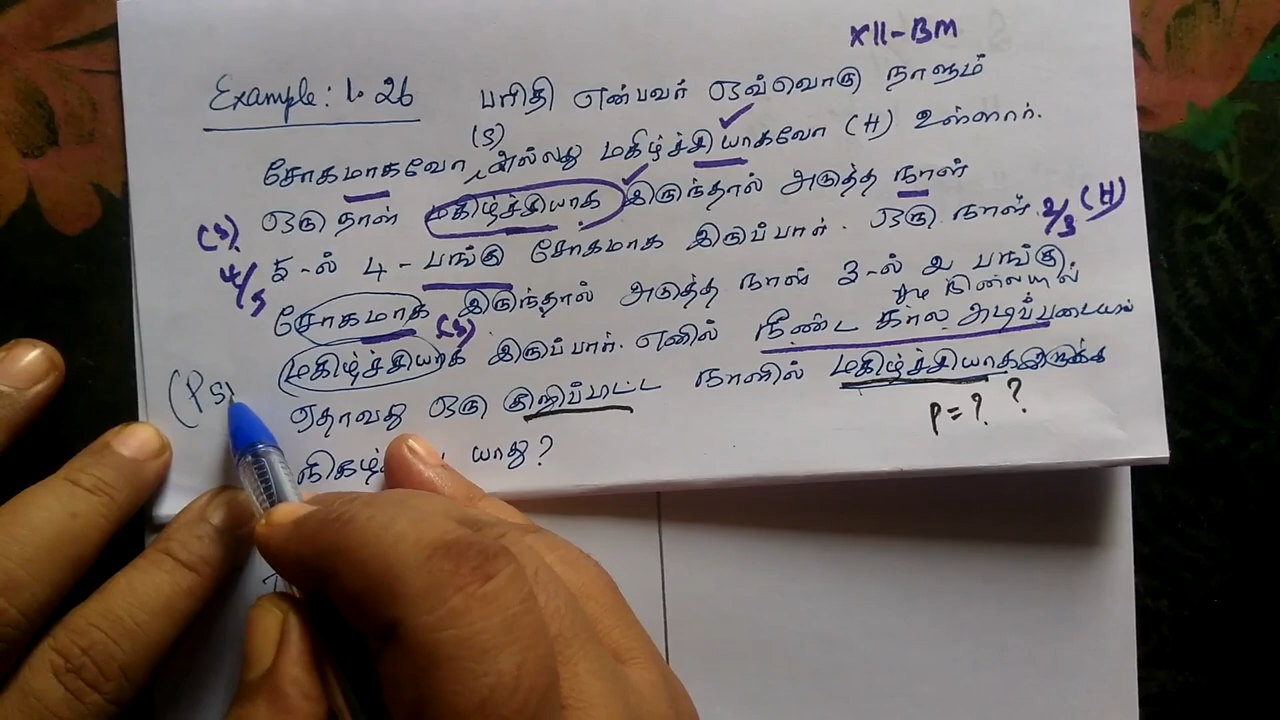 XII-BM
Example: 1.26 பரிதி என்பவர் ஒவ்வொரு நாளும்
(S)
சோகமாகவோ அல்லது மகிழ்ச்சியாகவோ (H) உள்ளார்.
ஒரு நாள் மகிழ்ச்சியாக இருந்தால் அடுத்த நாள்
(S) 5-ல் 4-பங்கு சோகமாக இருப்பாள். ஒரு நாள் 2/3 (H)
4/5 சோகமாக இருந்தால் அடுத்த நாள் 3-ல் 2 பங்கு
(S) சம நிலையில்
மகிழ்ச்சியாக இருப்பாள். எனில் நீண்ட கால அடிப்படையில்
(PS) ஏதாவது ஒரு குறிப்பிட்ட நாளில் மகிழ்ச்சியாக இருக்க
P=? ?
யாது?